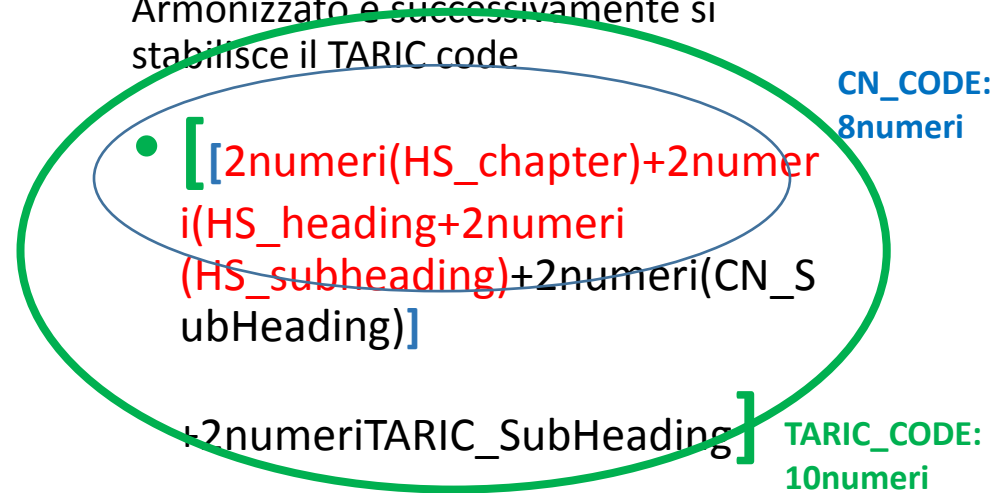 Armonizzato e successivamente si
stabilisce il TARIC code
CN_CODE:
8numeri
• [[2numeri(HS_chapter)+2numer
i(HS_heading+2numeri
(HS_subheading)+2numeri(CN_S
ubHeading)]
+2numeriTARIC_SubHeading]
TARIC_CODE:
10numeri